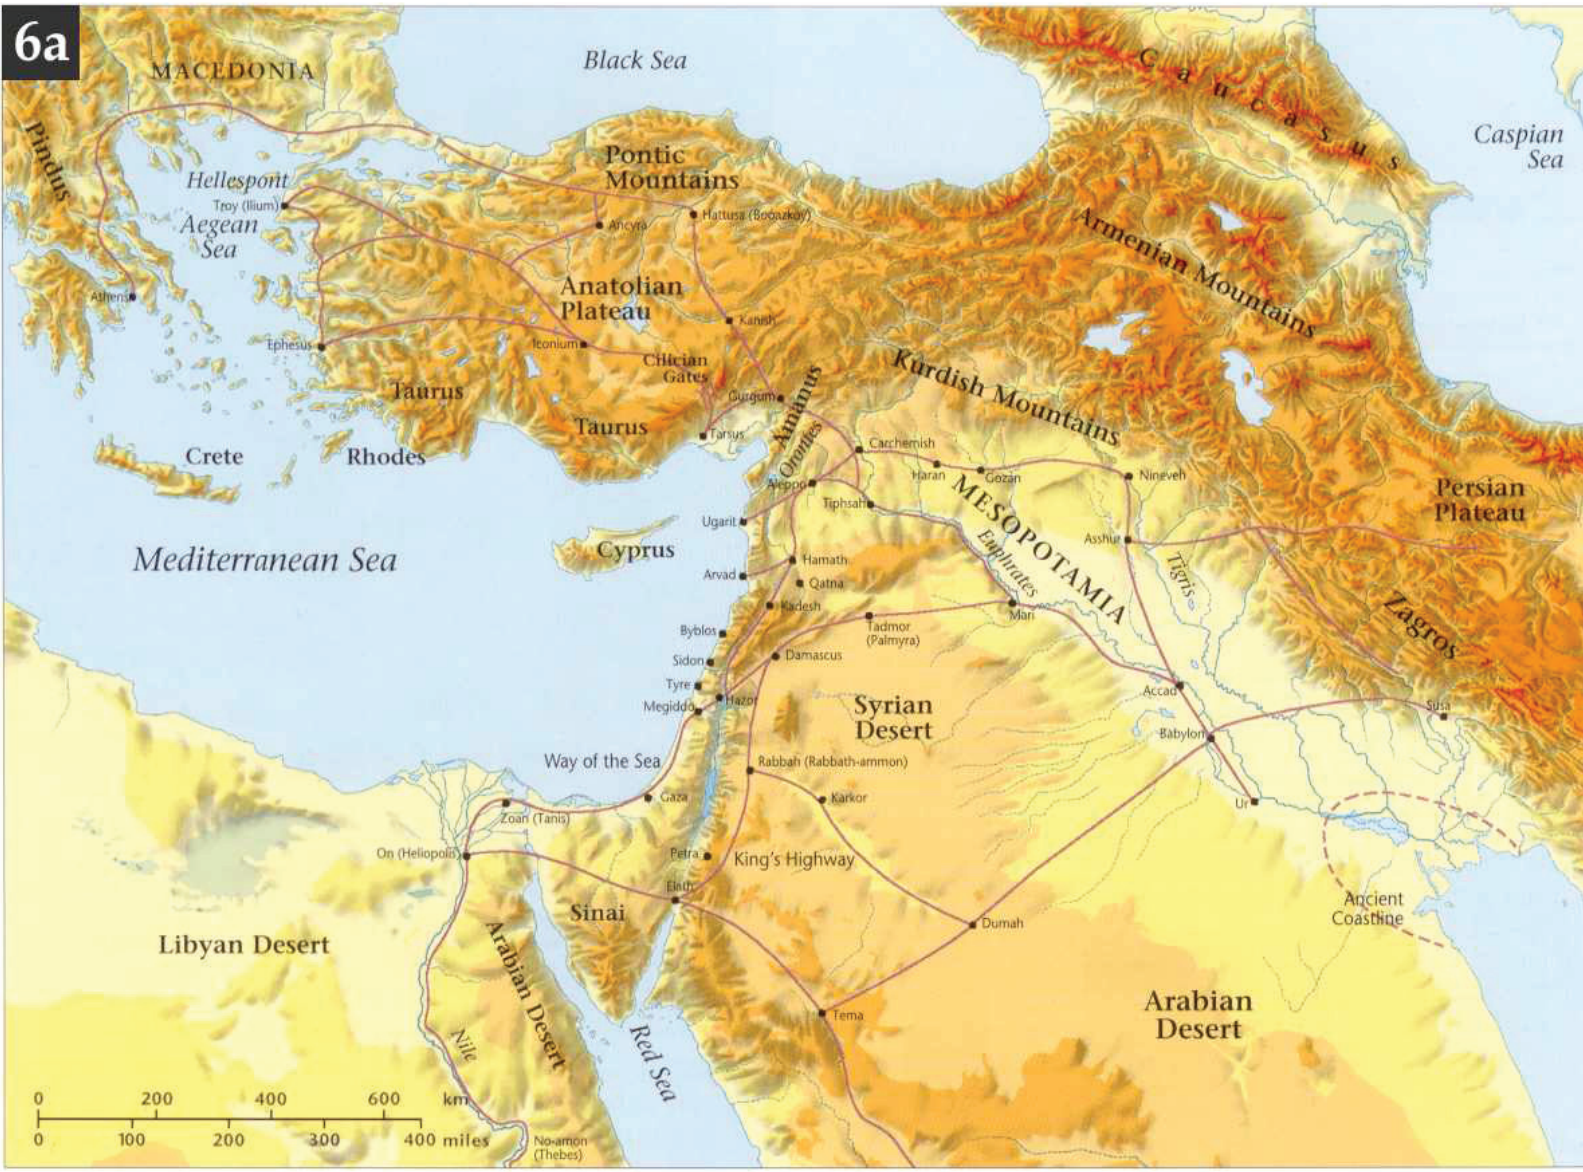 6a
MACEDONIA
Black Sea
Caucasus
Caspian
Sea
Pindus
Pontic
Mountains
Hellespont
Troy (Ilium)
Aegean
Sea
Ancyra
Hattusa (Bogazköy)
Armenian Mountains
Anatolian
Plateau
Athens
Kanish
Ephesus
Iconium
Cilician
Gates
Kurdish Mountains
Taurus
Gurgum
Amanus
Taurus
Tarsus
Orontes
Carchemish
Crete
Rhodes
Haran
Gozan
Nineveh
Aleppo
Tiphsah
MESOPOTAMIA
Persian
Plateau
Ugarit
Mediterranean Sea
Cyprus
Euphrates
Asshur
Tigris
Arvad
Hamath
Qatna
Kadesh
Mari
Zagros
Byblos
Tadmor
(Palmyra)
Sidon
Damascus
Tyre
Hazor
Accad
Megiddo
Syrian
Desert
Susa
Babylon
Way of the Sea
Rabbah (Rabbath-ammon)
Gaza
Karkor
Ur
Zoan (Tanis)
On (Heliopolis)
Petra
King's Highway
Elath
Ancient
Coastline
Sinai
Dumah
Libyan Desert
Arabian Desert
Arabian
Desert
Tema
Nile
Red Sea
0 200 400 600 km
0 100 200 300 400 miles
No-amon
(Thebes)